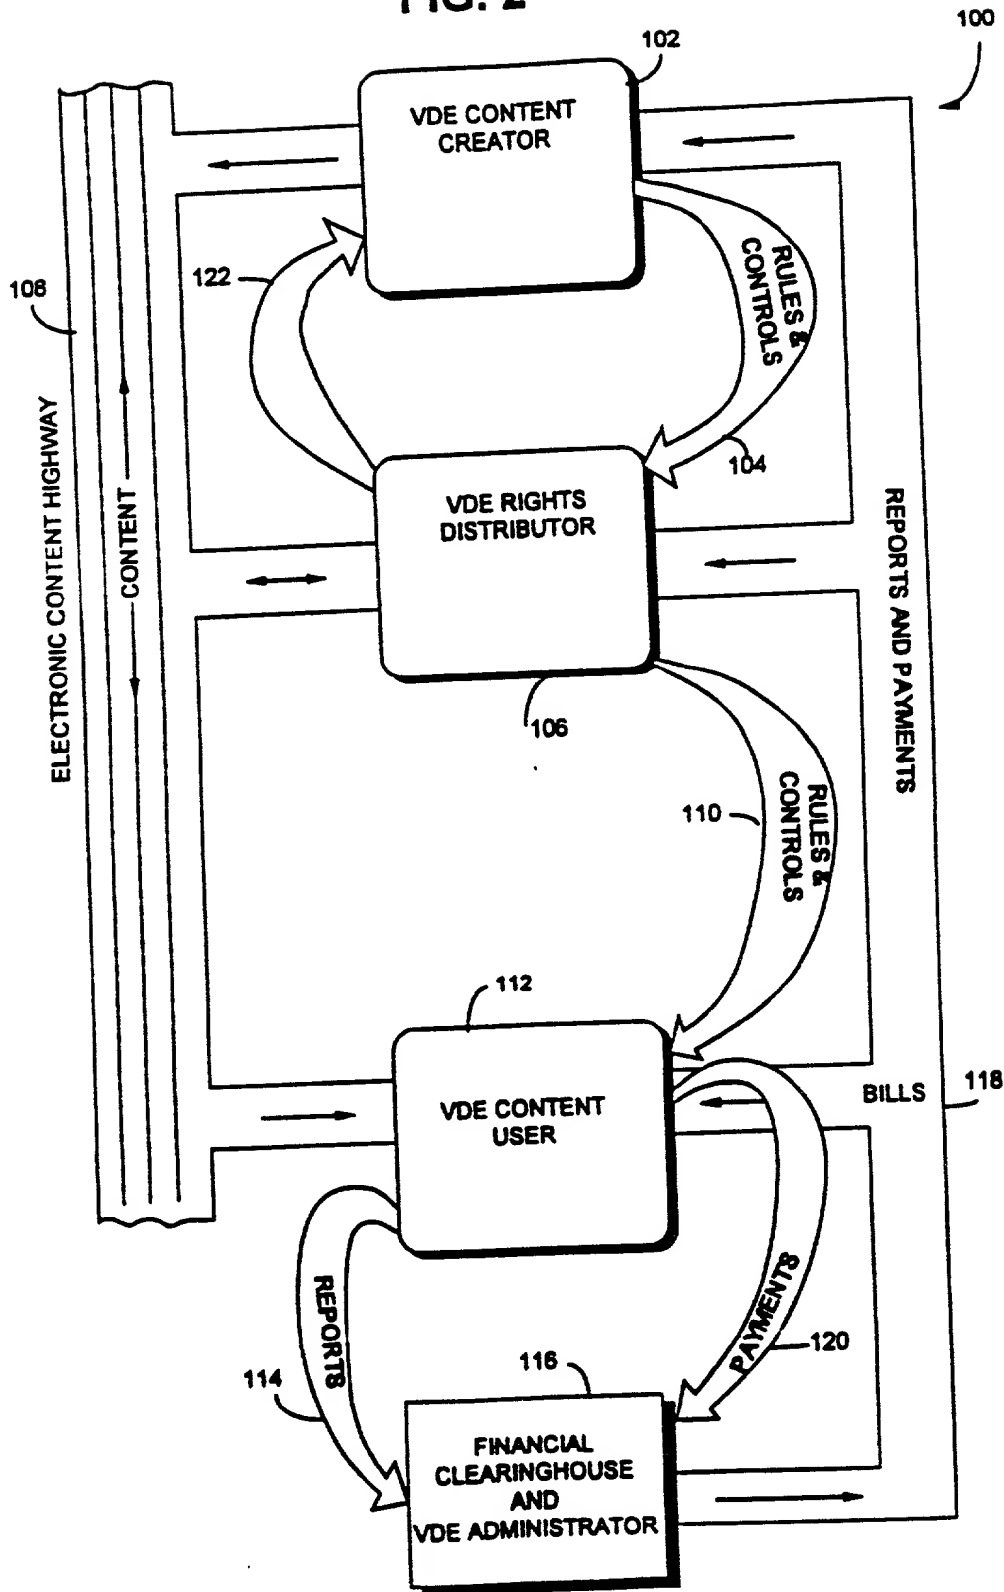 FIG. 2
100
102
VDE CONTENT
CREATOR
RULES &
CONTROLS
122
108
104
ELECTRONIC CONTENT HIGHWAY
CONTENT
VDE RIGHTS
DISTRIBUTOR
REPORTS AND PAYMENTS
106
110
RULES &
CONTROLS
112
VDE CONTENT
USER
BILLS
118
REPORTS
PAYMENTS
120
114
116
FINANCIAL
CLEARINGHOUSE
AND
VDE ADMINISTRATOR